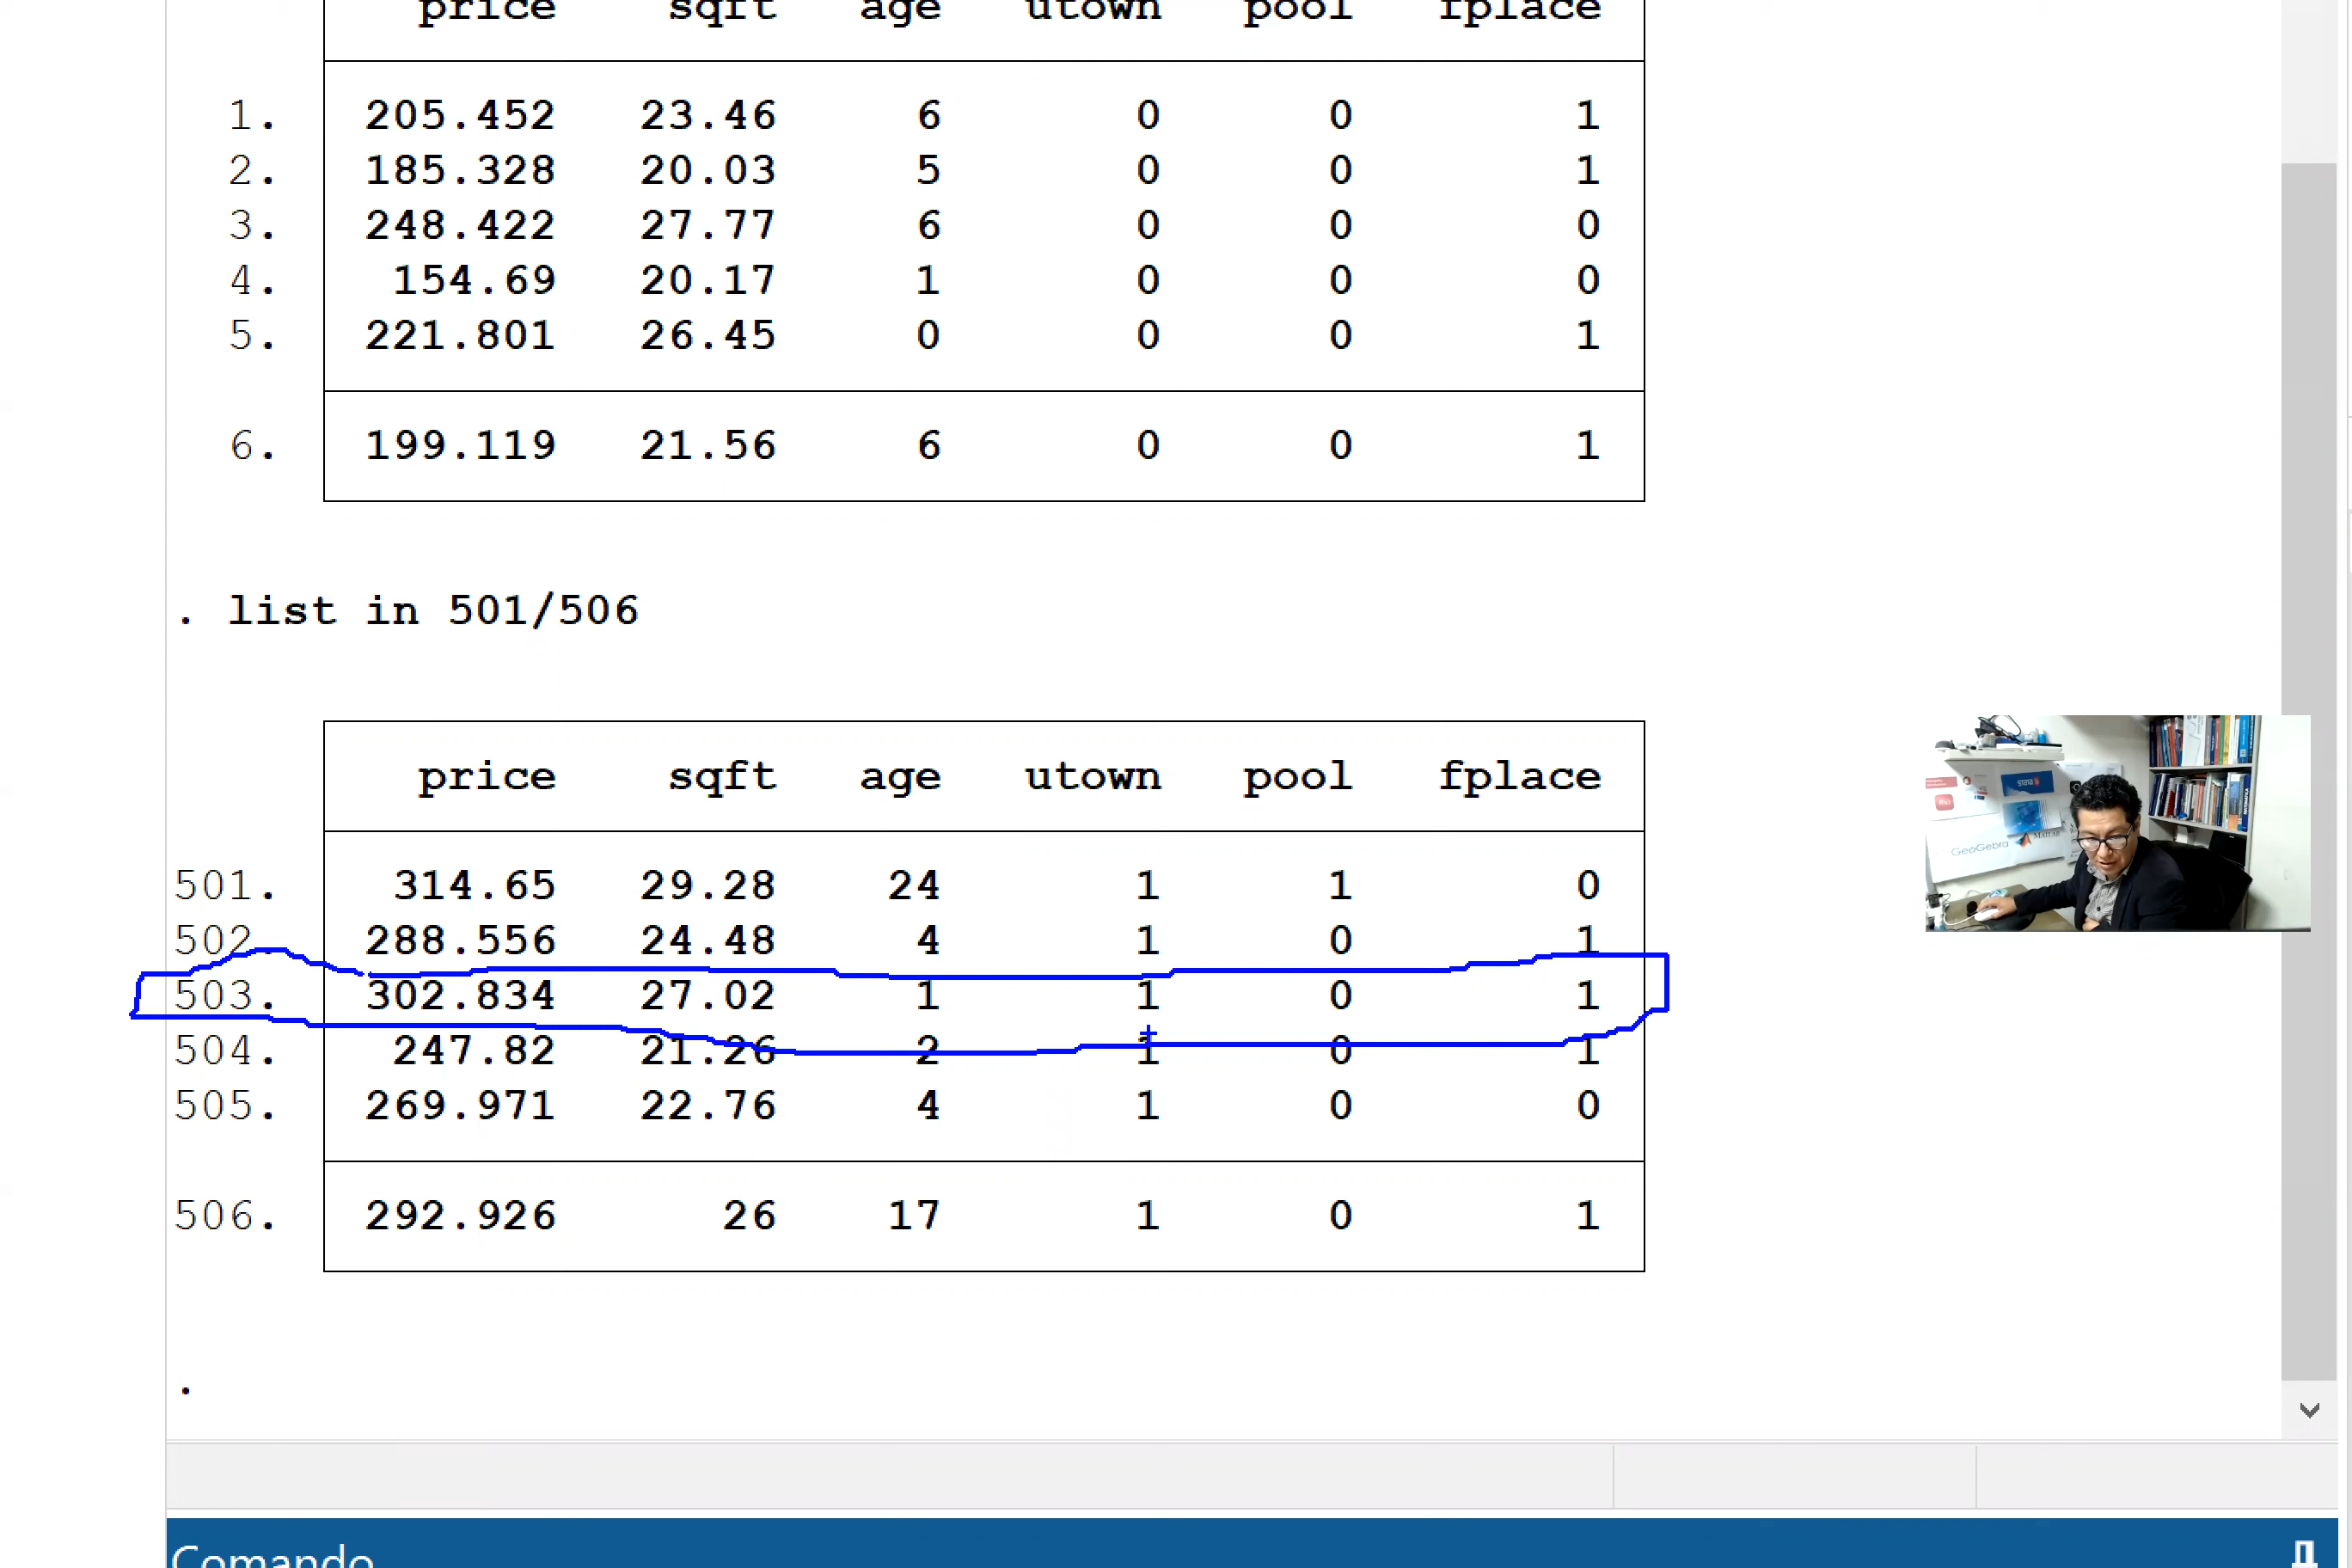 price sqft age utown pool fplace
1. 205.452 23.46 6 0 0 1
2. 185.328 20.03 5 0 0 1
3. 248.422 27.77 6 0 0 0
4. 154.69 20.17 1 0 0 0
5. 221.801 26.45 0 0 0 1
6. 199.119 21.56 6 0 0 1
. list in 501/506
price sqft age utown pool fplace
501. 314.65 29.28 24 1 1 0
502. 288.556 24.48 4 1 0 1
503. 302.834 27.02 1 1 0 1
504. 247.82 21.26 2 1 0 1
505. 269.971 22.76 4 1 0 0
506. 292.926 26 17 1 0 1
.
GeoGebra
MATLAB
Comando